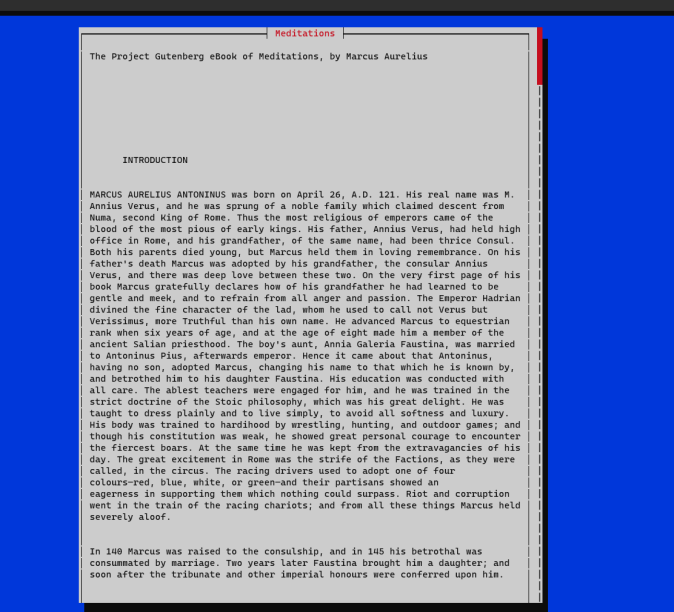 Meditations
The Project Gutenberg eBook of Meditations, by Marcus Aurelius
INTRODUCTION
MARCUS AURELIUS ANTONINUS was born on April 26, A.D. 121. His real name was M.
Annius Verus, and he was sprung of a noble family which claimed descent from
Numa, second King of Rome. Thus the most religious of emperors came of the
blood of the most pious of early kings. His father, Annius Verus, had held high
office in Rome, and his grandfather, of the same name, had been thrice Consul.
Both his parents died young, but Marcus held them in loving remembrance. On his
father's death Marcus was adopted by his grandfather, the consular Annius
Verus, and there was deep love between these two. On the very first page of his
book Marcus gratefully declares how of his grandfather he had learned to be
gentle and meek, and to refrain from all anger and passion. The Emperor Hadrian
divined the fine character of the lad, whom he used to call not Verus but
Verissimus, more Truthful than his own name. He advanced Marcus to equestrian
rank when six years of age, and at the age of eight made him a member of the
ancient Salian priesthood. The boy's aunt, Annia Galeria Faustina, was married
to Antoninus Pius, afterwards emperor. Hence it came about that Antoninus,
having no son, adopted Marcus, changing his name to that which he is known by,
and betrothed him to his daughter Faustina. His education was conducted with
all care. The ablest teachers were engaged for him, and he was trained in the
strict doctrine of the Stoic philosophy, which was his great delight. He was
taught to dress plainly and to live simply, to avoid all softness and luxury.
His body was trained to hardihood by wrestling, hunting, and outdoor games; and
though his constitution was weak, he showed great personal courage to encounter
the fiercest boars. At the same time he was kept from the extravagancies of his
day. The great excitement in Rome was the strife of the Factions, as they were
called, in the circus. The racing drivers used to adopt one of four
colours—red, blue, white, or green—and their partisans showed an
eagerness in supporting them which nothing could surpass. Riot and corruption
went in the train of the racing chariots; and from all these things Marcus held
severely aloof.
In 140 Marcus was raised to the consulship, and in 145 his betrothal was
consummated by marriage. Two years later Faustina brought him a daughter; and
soon after the tribunate and other imperial honours were conferred upon him.